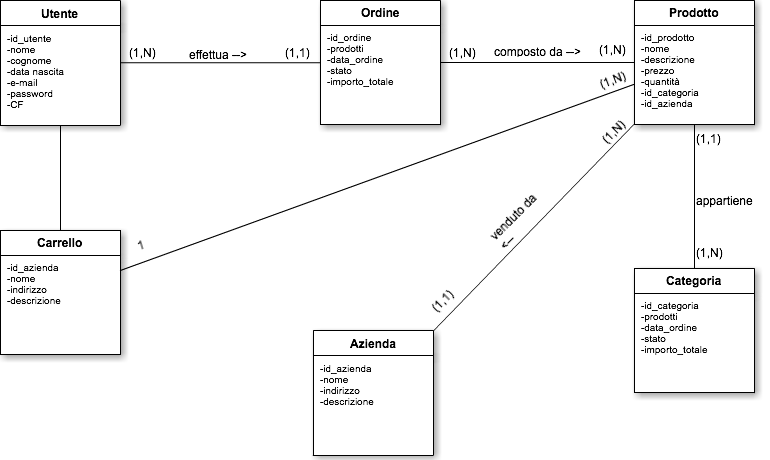 Utente
-id_utente
-nome
-cognome
-data nascita
-e-mail
-password
-CF
(1,N)
effettua -->
(1,1)
Ordine
-id_ordine
-prodotti
-data_ordine
-stato
-importo_totale
(1,N)
composto da -->
(1,N)
Prodotto
-id_prodotto
-nome
-descrizione
-prezzo
-quantità
-id_categoria
-id_azienda
(1,N)
1
(1,N)
venduto da
<--
(1,1)
(1,1)
appartiene
(1,N)
Carrello
-id_azienda
-nome
-indirizzo
-descrizione
Azienda
-id_azienda
-nome
-indirizzo
-descrizione
Categoria
-id_categoria
-prodotti
-data_ordine
-stato
-importo_totale